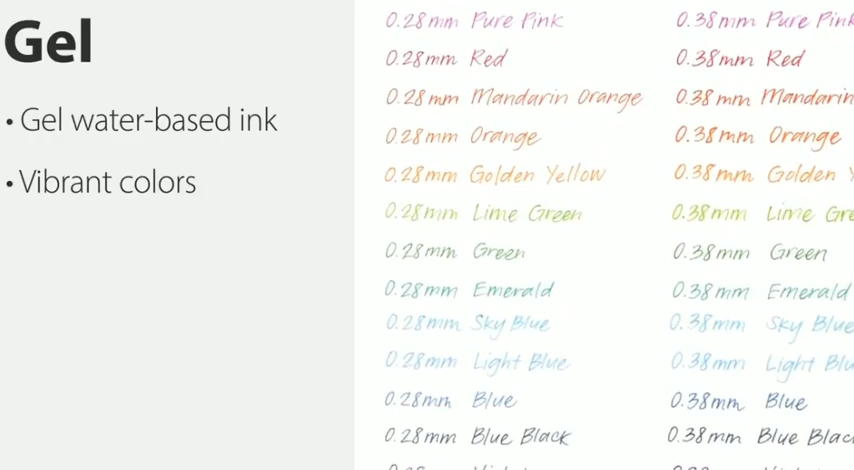 Gel
• Gel water-based ink
• Vibrant colors
0.28mm Pure Pink
0.28mm Red
0.28mm Mandarin Orange
0.28mm Orange
0.28mm Golden Yellow
0.28mm Lime Green
0.28mm Green
0.28mm Emerald
0.28mm Sky Blue
0.28mm Light Blue
0.28mm Blue
0.28mm Blue Black
0.38mm Pure Pink
0.38mm Red
0.38mm Mandarin
0.38mm Orange
0.38mm Golden Y
0.38mm Lime Gre
0.38mm Green
0.38mm Emerald
0.38mm Sky Blue
0.38mm Light Blu
0.38mm Blue
0.38mm Blue Blac